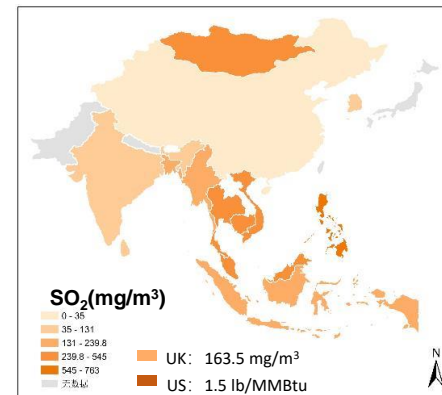 SO₂(mg/m³)
0 - 35
35 - 131
131 - 239.8
239.8 - 545
545 - 763
无数据
UK: 163.5 mg/m³
US: 1.5 lb/MMBtu
N